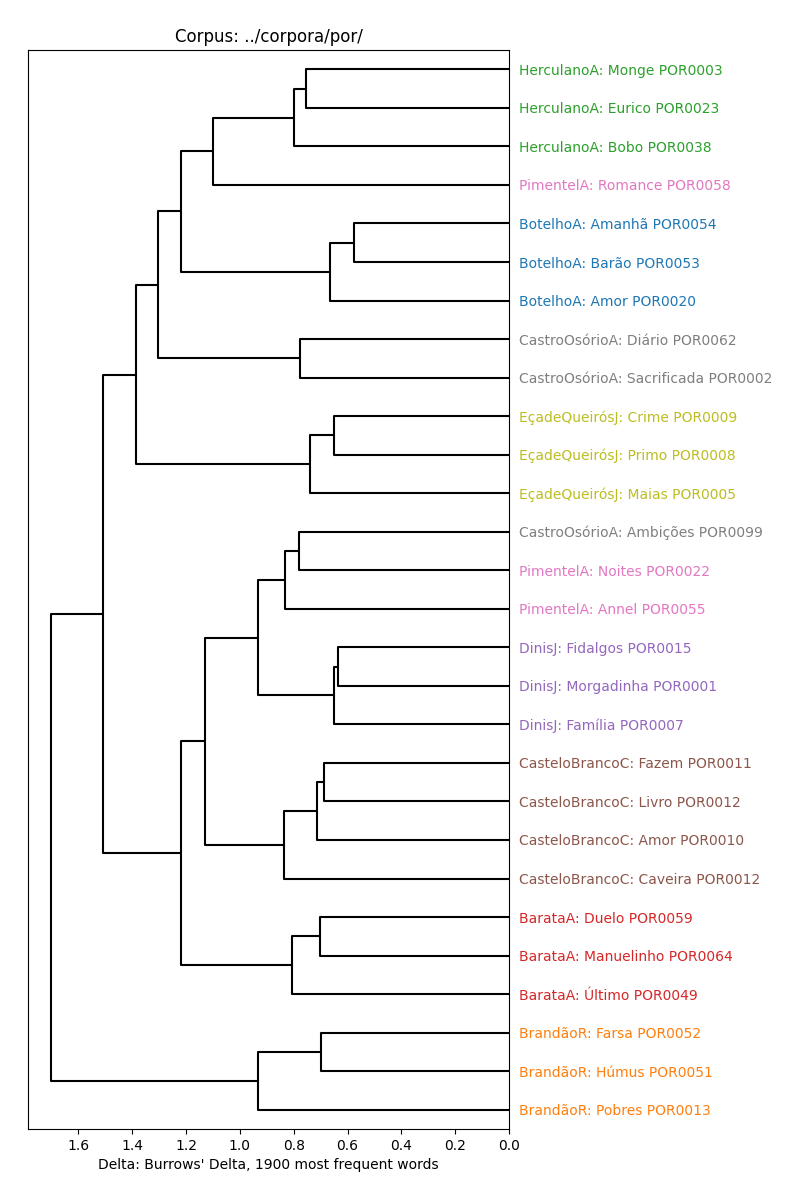 Corpus: ../corpora/por/
HerculanoA: Monge POR0003
HerculanoA: Eurico POR0023
HerculanoA: Bobo POR0038
PimentelA: Romance POR0058
BotelhoA: Amanhã POR0054
BotelhoA: Barão POR0053
BotelhoA: Amor POR0020
CastroOsórioA: Diário POR0062
CastroOsórioA: Sacrificada POR0002
EçadeQueirósJ: Crime POR0009
EçadeQueirósJ: Primo POR0008
EçadeQueirósJ: Maias POR0005
CastroOsórioA: Ambições POR0099
PimentelA: Noites POR0022
PimentelA: Annel POR0055
DinisJ: Fidalgos POR0015
DinisJ: Morgadinha POR0001
DinisJ: Família POR0007
CasteloBrancoC: Fazem POR0011
CasteloBrancoC: Livro POR0012
CasteloBrancoC: Amor POR0010
CasteloBrancoC: Caveira POR0012
BarataA: Duelo POR0059
BarataA: Manuelinho POR0064
BarataA: Último POR0049
BrandãoR: Farsa POR0052
BrandãoR: Húmus POR0051
BrandãoR: Pobres POR0013
1.6 1.4 1.2 1.0 0.8 0.6 0.4 0.2 0.0
Delta: Burrows' Delta, 1900 most frequent words